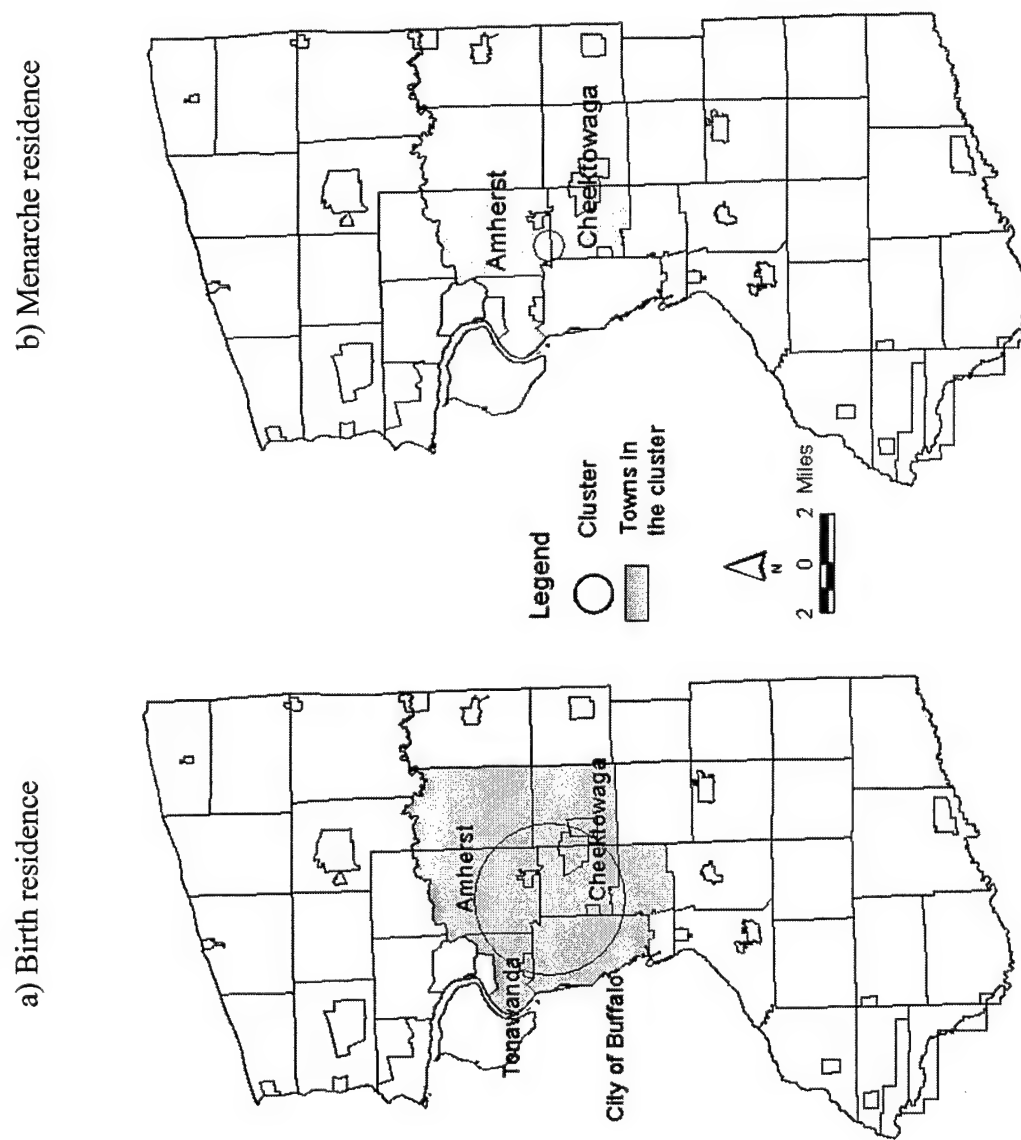 a) Birth residence
Amherst
Tonawanda
Cheektowaga
City of Buffalo
b) Menarche residence
Amherst
Cheektowaga
Legend
Cluster
Towns in
the cluster
N
2 0 2 Miles